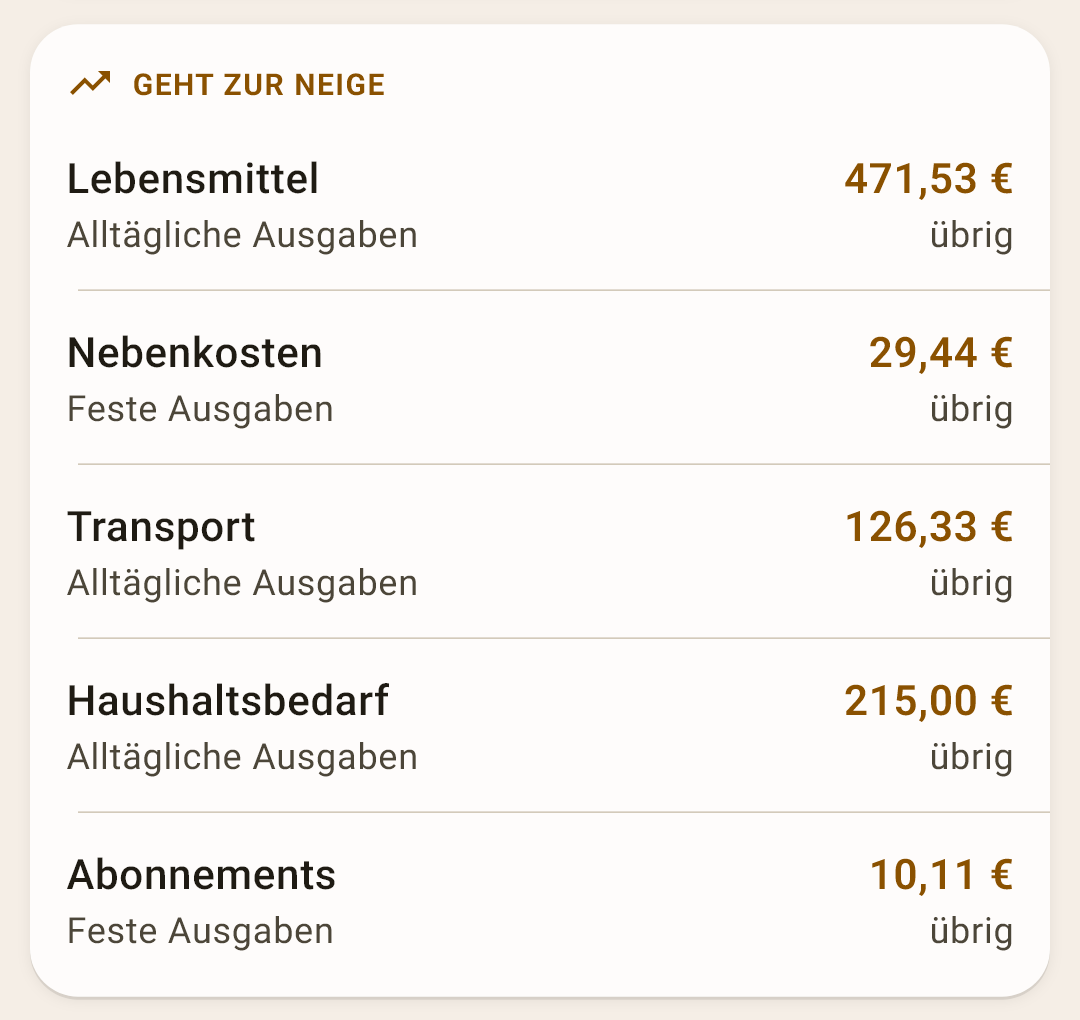 GEHT ZUR NEIGE
Lebensmittel 471,53 €
Alltägliche Ausgaben übrig
Nebenkosten 29,44 €
Feste Ausgaben übrig
Transport 126,33 €
Alltägliche Ausgaben übrig
Haushaltsbedarf 215,00 €
Alltägliche Ausgaben übrig
Abonnements 10,11 €
Feste Ausgaben übrig